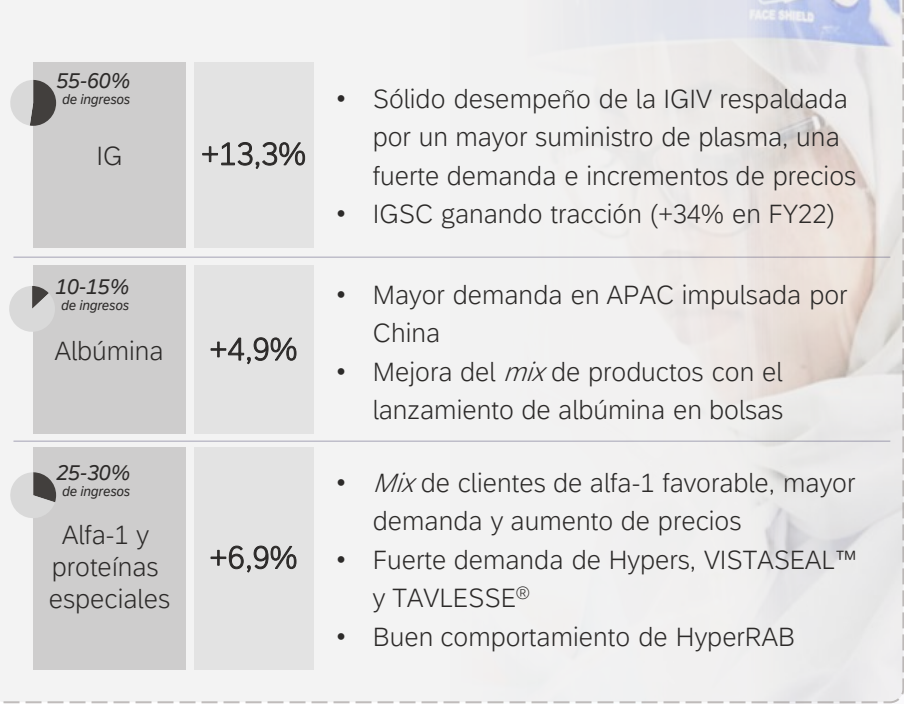 FACE SHIELD
55-60%
de ingresos
IG
+13,3%
• Sólido desempeño de la IGIV respaldada
por un mayor suministro de plasma, una
fuerte demanda e incrementos de precios
• IGSC ganando tracción (+34% en FY22)
10-15%
de ingresos
Albúmina
+4,9%
• Mayor demanda en APAC impulsada por
China
• Mejora del mix de productos con el
lanzamiento de albúmina en bolsas
25-30%
de ingresos
Alfa-1 y
proteínas
especiales
+6,9%
• Mix de clientes de alfa-1 favorable, mayor
demanda y aumento de precios
• Fuerte demanda de Hypers, VISTASEAL™
y TAVLESSE®
• Buen comportamiento de HyperRAB